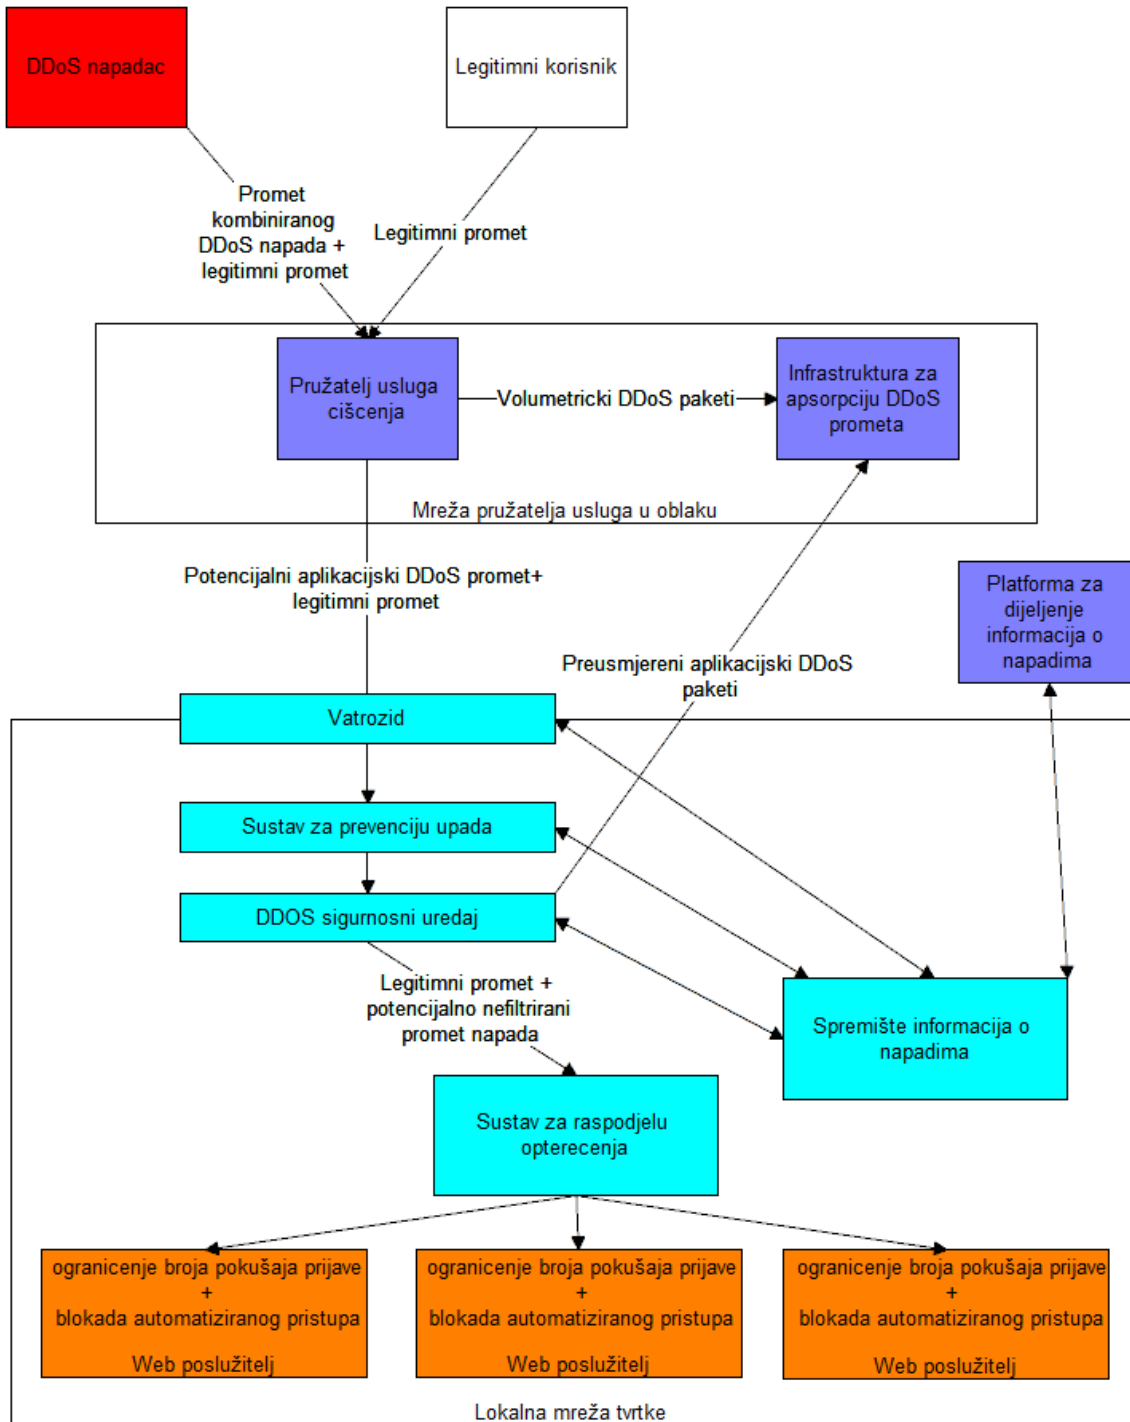 DDoS napadac
Legitimni korisnik
Promet
kombiniranog
DDoS napada +
legitimni promet
Legitimni promet
Pružatelj usluga
cišcenja
Volumetricki DDoS paketi
Infrastruktura za
apsorpciju DDoS
prometa
Mreža pružatelja usluga u oblaku
Potencijalni aplikacijski DDoS promet+
legitimni promet
Platforma za
dijeljenje
informacija o
napadima
Preusmjereni aplikacijski DDoS
paketi
Vatrozid
Sustav za prevenciju upada
DDOS sigurnosni uredaj
Legitimni promet +
potencijalno nefiltrirani
promet napada
Spremište informacija o
napadima
Sustav za raspodjelu
opterecenja
ogranicenje broja pokušaja prijave
+
blokada automatiziranog pristupa
Web poslužitelj
ogranicenje broja pokušaja prijave
+
blokada automatiziranog pristupa
Web poslužitelj
ogranicenje broja pokušaja prijave
+
blokada automatiziranog pristupa
Web poslužitelj
Lokalna mreža tvrtke